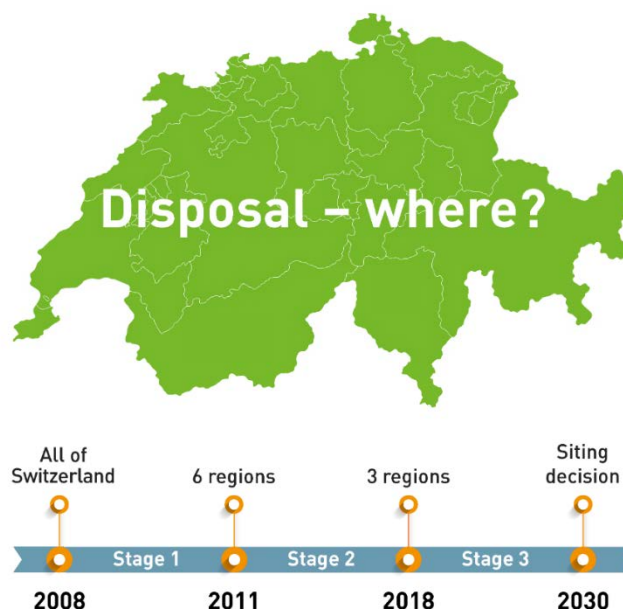 Disposal – where?
All of
Switzerland
6 regions
3 regions
Siting
decision
Stage 1
Stage 2
Stage 3
2008
2011
2018
2030